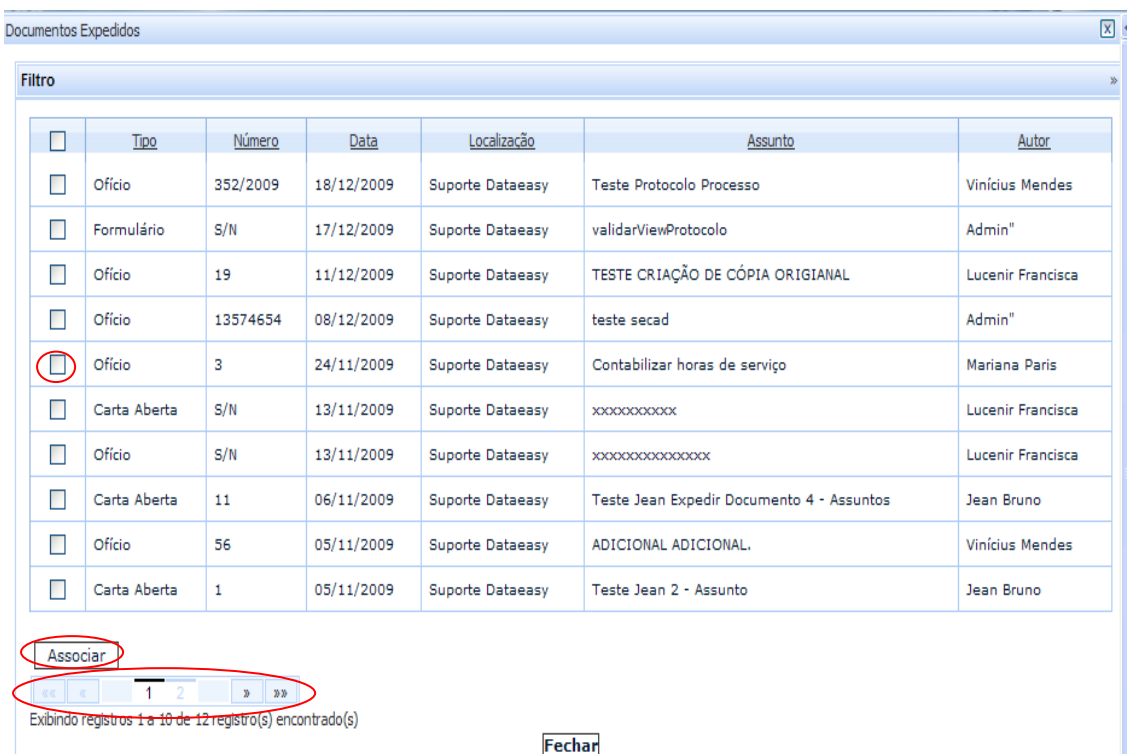 Documentos Expedidos X
Filtro »
Tipo Número Data Localização Assunto Autor
Ofício 352/2009 18/12/2009 Suporte Dataeasy Teste Protocolo Processo Vinícius Mendes
Formulário S/N 17/12/2009 Suporte Dataeasy validarViewProtocolo Admin"
Ofício 19 11/12/2009 Suporte Dataeasy TESTE CRIAÇÃO DE CÓPIA ORIGIANAL Lucenir Francisca
Ofício 13574654 08/12/2009 Suporte Dataeasy teste secad Admin"
Ofício 3 24/11/2009 Suporte Dataeasy Contabilizar horas de serviço Mariana Paris
Carta Aberta S/N 13/11/2009 Suporte Dataeasy xxxxxxxxxx Lucenir Francisca
Ofício S/N 13/11/2009 Suporte Dataeasy xxxxxxxxxxxxxx Lucenir Francisca
Carta Aberta 11 06/11/2009 Suporte Dataeasy Teste Jean Expedir Documento 4 - Assuntos Jean Bruno
Ofício 56 05/11/2009 Suporte Dataeasy ADICIONAL ADICIONAL. Vinícius Mendes
Carta Aberta 1 05/11/2009 Suporte Dataeasy Teste Jean 2 - Assunto Jean Bruno
Associar
«« « 1 2 » »»
Exibindo registros 1 a 10 de 12 registro(s) encontrado(s)
Fechar